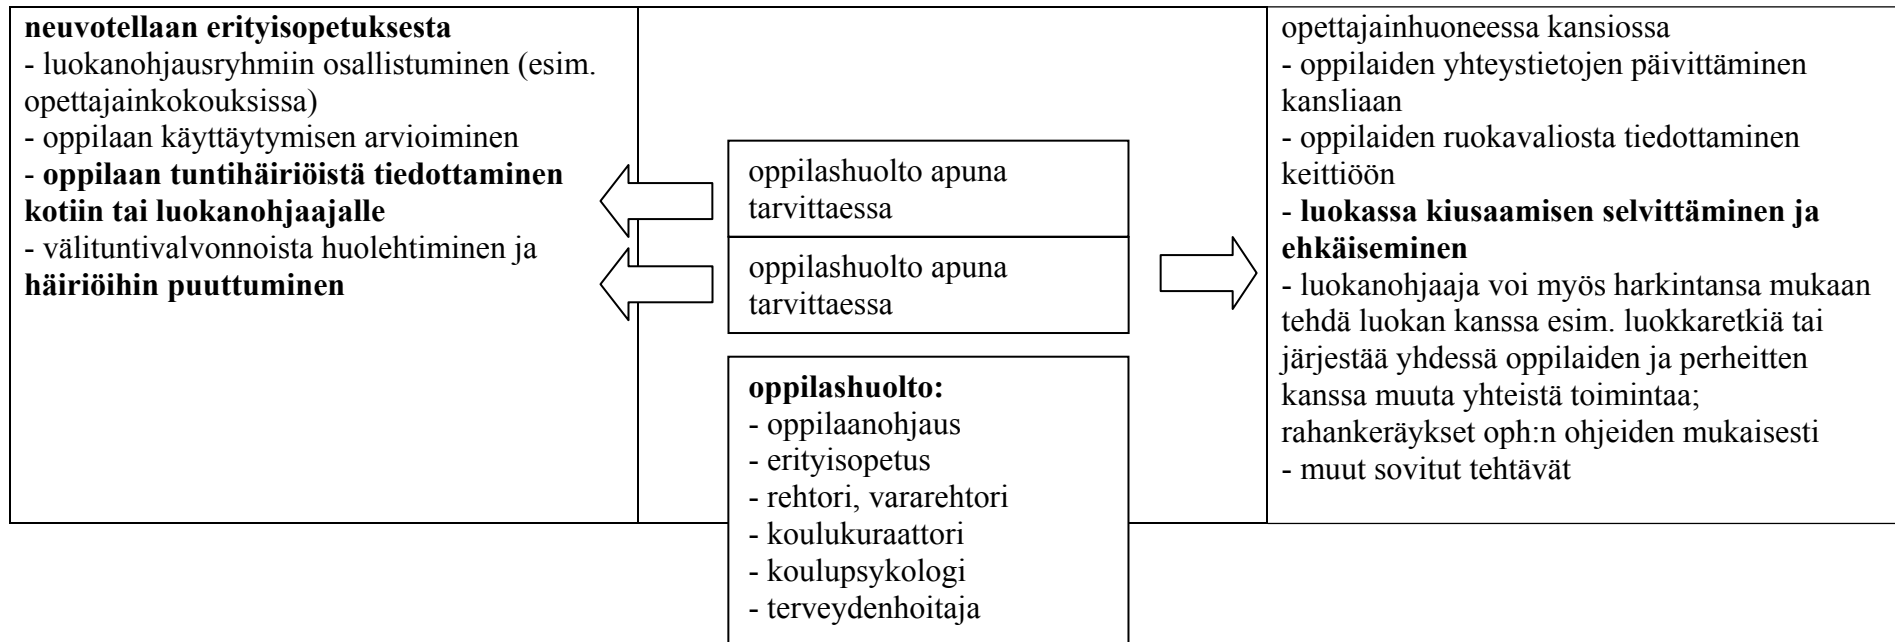 neuvotellaan erityisopetuksesta
- luokanohjausryhmiin osallistuminen (esim.
opettajainkokouksissa)
- oppilaan käyttäytymisen arvioiminen
- oppilaan tuntihäiriöistä tiedottaminen
kotiin tai luokanohjaajalle
- välituntivalvonnoista huolehtiminen ja
häiriöihin puuttuminen
oppilashuolto apuna
tarvittaessa
oppilashuolto apuna
tarvittaessa
oppilashuolto:
- oppilaanohjaus
- erityisopetus
- rehtori, vararehtori
- koulukuraattori
- koulupsykologi
- terveydenhoitaja
opettajainhuoneessa kansiossa
- oppilaiden yhteystietojen päivittäminen
kansliaan
- oppilaiden ruokavaliosta tiedottaminen
keittiöön
- luokassa kiusaamisen selvittäminen ja
ehkäiseminen
- luokanohjaaja voi myös harkintansa mukaan
tehdä luokan kanssa esim. luokkaretkiä tai
järjestää yhdessä oppilaiden ja perheitten
kanssa muuta yhteistä toimintaa;
rahankeräykset oph:n ohjeiden mukaisesti
- muut sovitut tehtävät